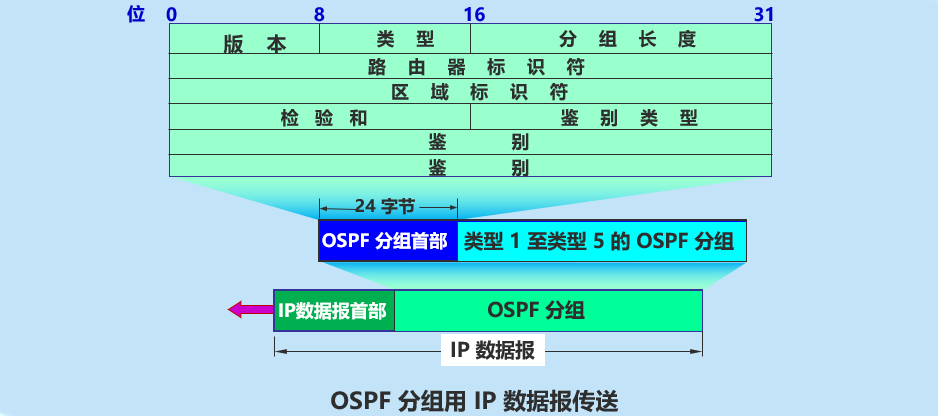 位 0 8 16 31
版 本 类 型 分 组 长 度
路 由 器 标 识 符
区 域 标 识 符
检 验 和 鉴 别 类 型
鉴 别
鉴 别
24 字节
OSPF 分组首部 类型 1 至类型 5 的 OSPF 分组
IP数据报首部 OSPF 分组
IP 数据报
OSPF 分组用 IP 数据报传送